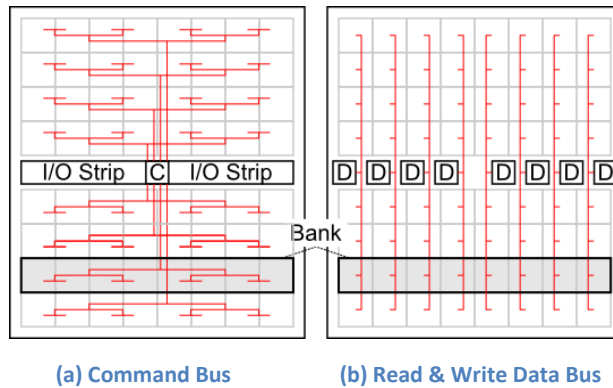 I/O Strip C I/O Strip
D D D D D D D D
Bank
(a) Command Bus
(b) Read & Write Data Bus